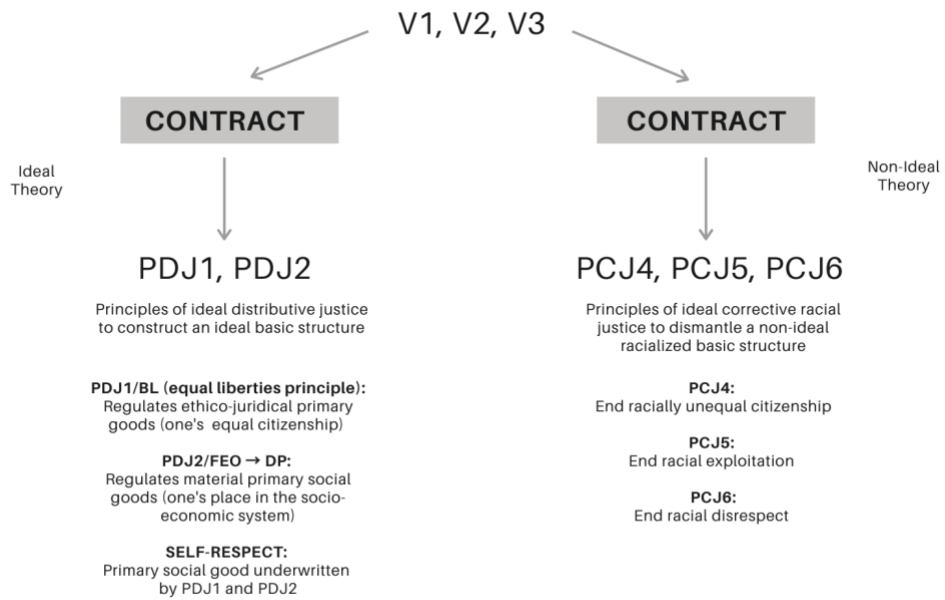 V1, V2, V3
CONTRACT
Ideal
Theory
PDJ1, PDJ2
Principles of ideal distributive justice
to construct an ideal basic structure
PDJ1/BL (equal liberties principle):
Regulates ethico-juridical primary
goods (one's equal citizenship)
PDJ2/FEO → DP:
Regulates material primary social
goods (one's place in the socio-
economic system)
SELF-RESPECT:
Primary social good underwritten
by PDJ1 and PDJ2
CONTRACT
Non-Ideal
Theory
PCJ4, PCJ5, PCJ6
Principles of ideal corrective racial
justice to dismantle a non-ideal
racialized basic structure
PCJ4:
End racially unequal citizenship
PCJ5:
End racial exploitation
PCJ6:
End racial disrespect